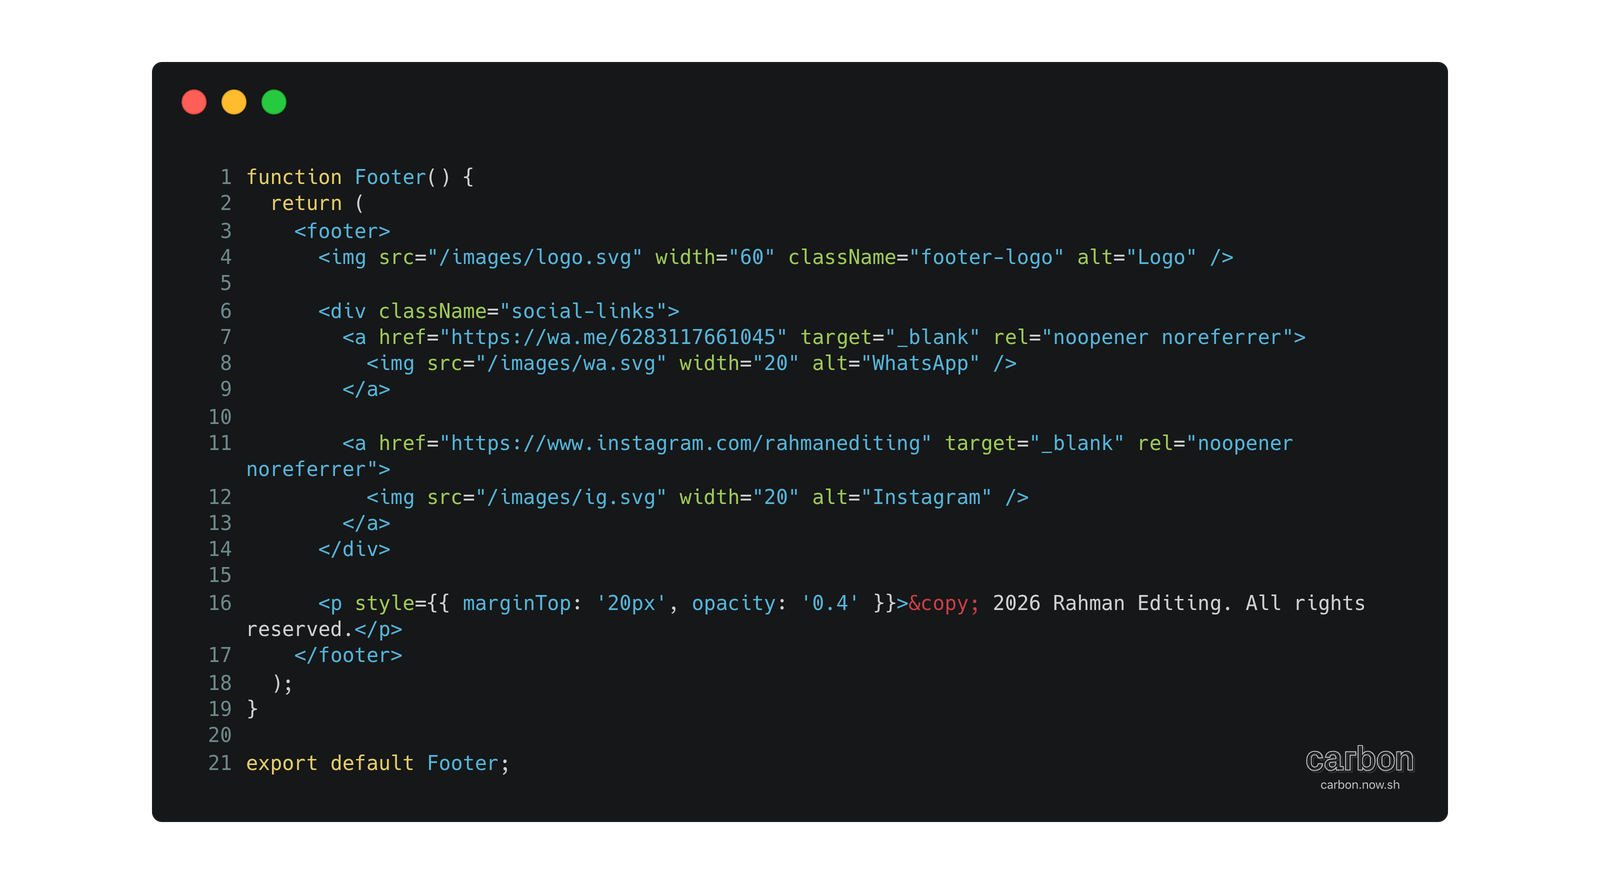 1 function Footer() {
2   return (
3     <footer>
4       <img src="/images/logo.svg" width="60" className="footer-logo" alt="Logo" />
5
6       <div className="social-links">
7         <a href="https://wa.me/6283117661045" target="_blank" rel="noopener noreferrer">
8           <img src="/images/wa.svg" width="20" alt="WhatsApp" />
9         </a>
10
11         <a href="https://www.instagram.com/rahmanediting" target="_blank" rel="noopener
noreferrer">
12           <img src="/images/ig.svg" width="20" alt="Instagram" />
13         </a>
14       </div>
15
16       <p style={{ marginTop: '20px', opacity: '0.4' }}>&copy; 2026 Rahman Editing. All rights
reserved.</p>
17     </footer>
18   );
19 }
20
21 export default Footer;
carbon
carbon.now.sh